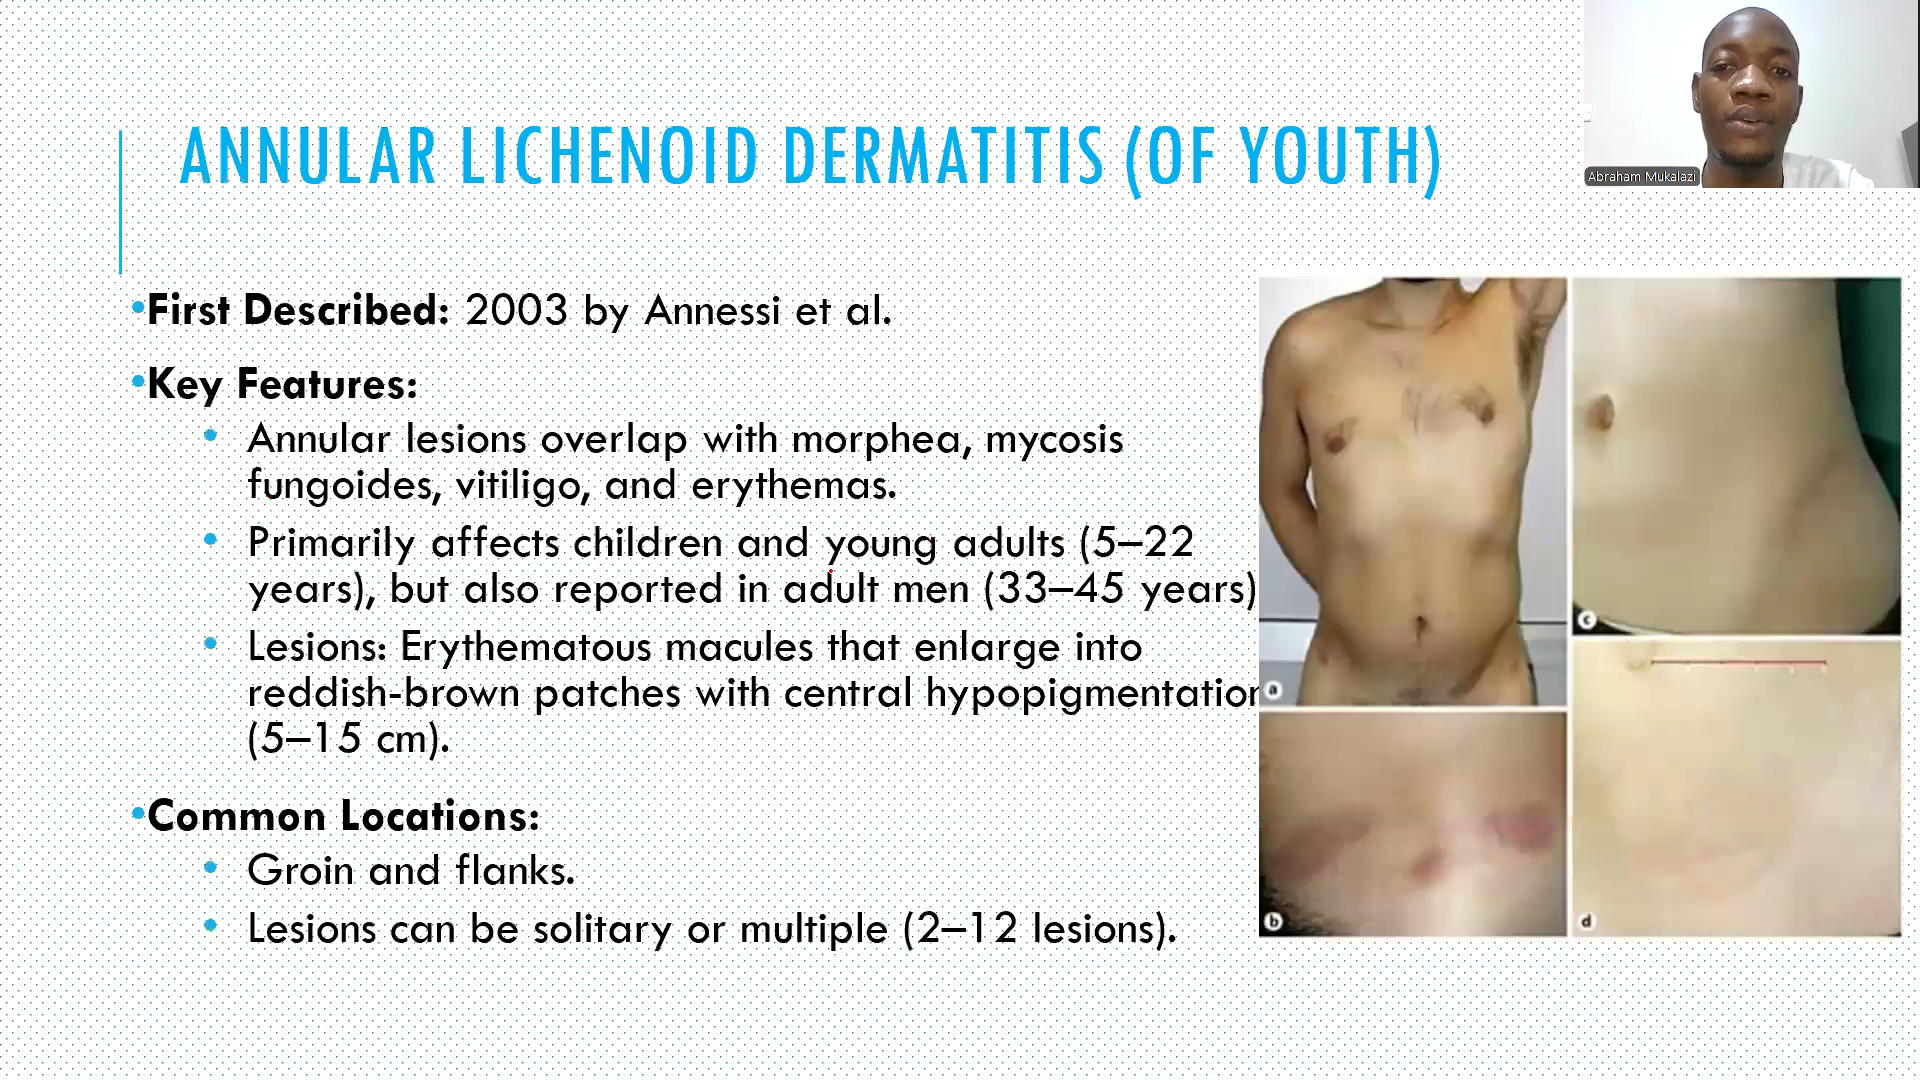 ANNULAR LICHENOID DERMATITIS (OF YOUTH)
Abraham Mukalazi
•First Described: 2003 by Annessi et al.
•Key Features:
• Annular lesions overlap with morphea, mycosis
fungoides, vitiligo, and erythemas.
• Primarily affects children and young adults (5–22
years), but also reported in adult men (33–45 years)
• Lesions: Erythematous macules that enlarge into
reddish-brown patches with central hypopigmentation
(5–15 cm).
•Common Locations:
• Groin and flanks.
• Lesions can be solitary or multiple (2–12 lesions).
a
c
b
d